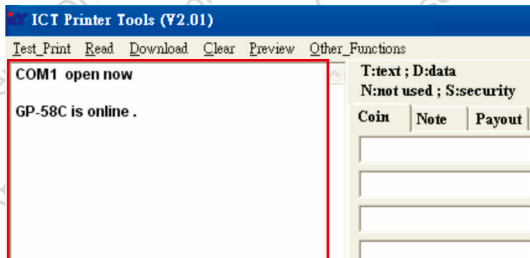 ICT Printer Tools (V2.01)
Test_Print Read Download Clear Preview Other_Functions
COM1 open now
GP-58C is online .
T:text ; D:data
N:not used ; S:security
Coin Note Payout